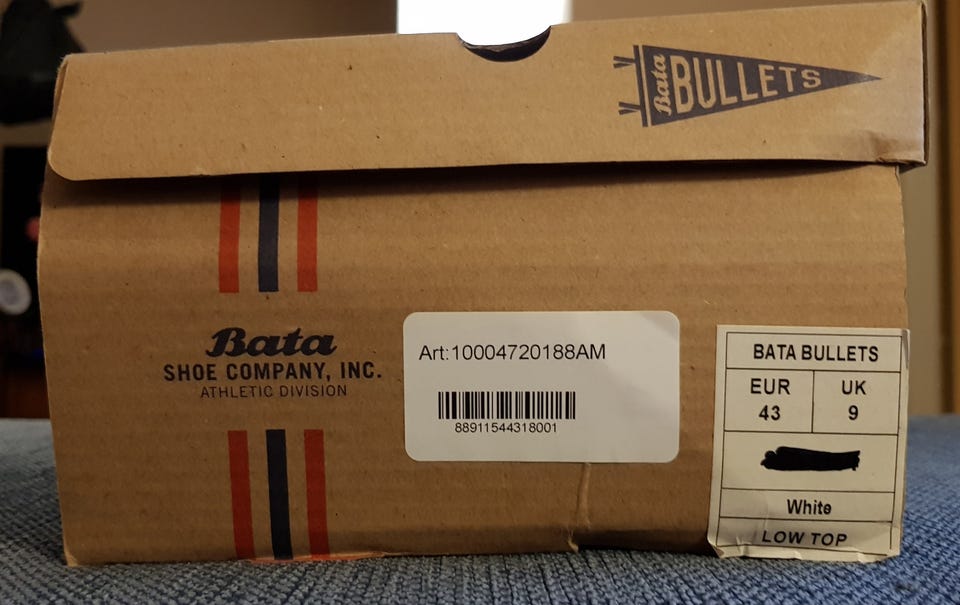 Bata BULLETS
Bata
SHOE COMPANY, INC.
ATHLETIC DIVISION
Art:10004720188AM
88911544318001
BATA BULLETS
EUR UK
43 9
White
LOW TOP